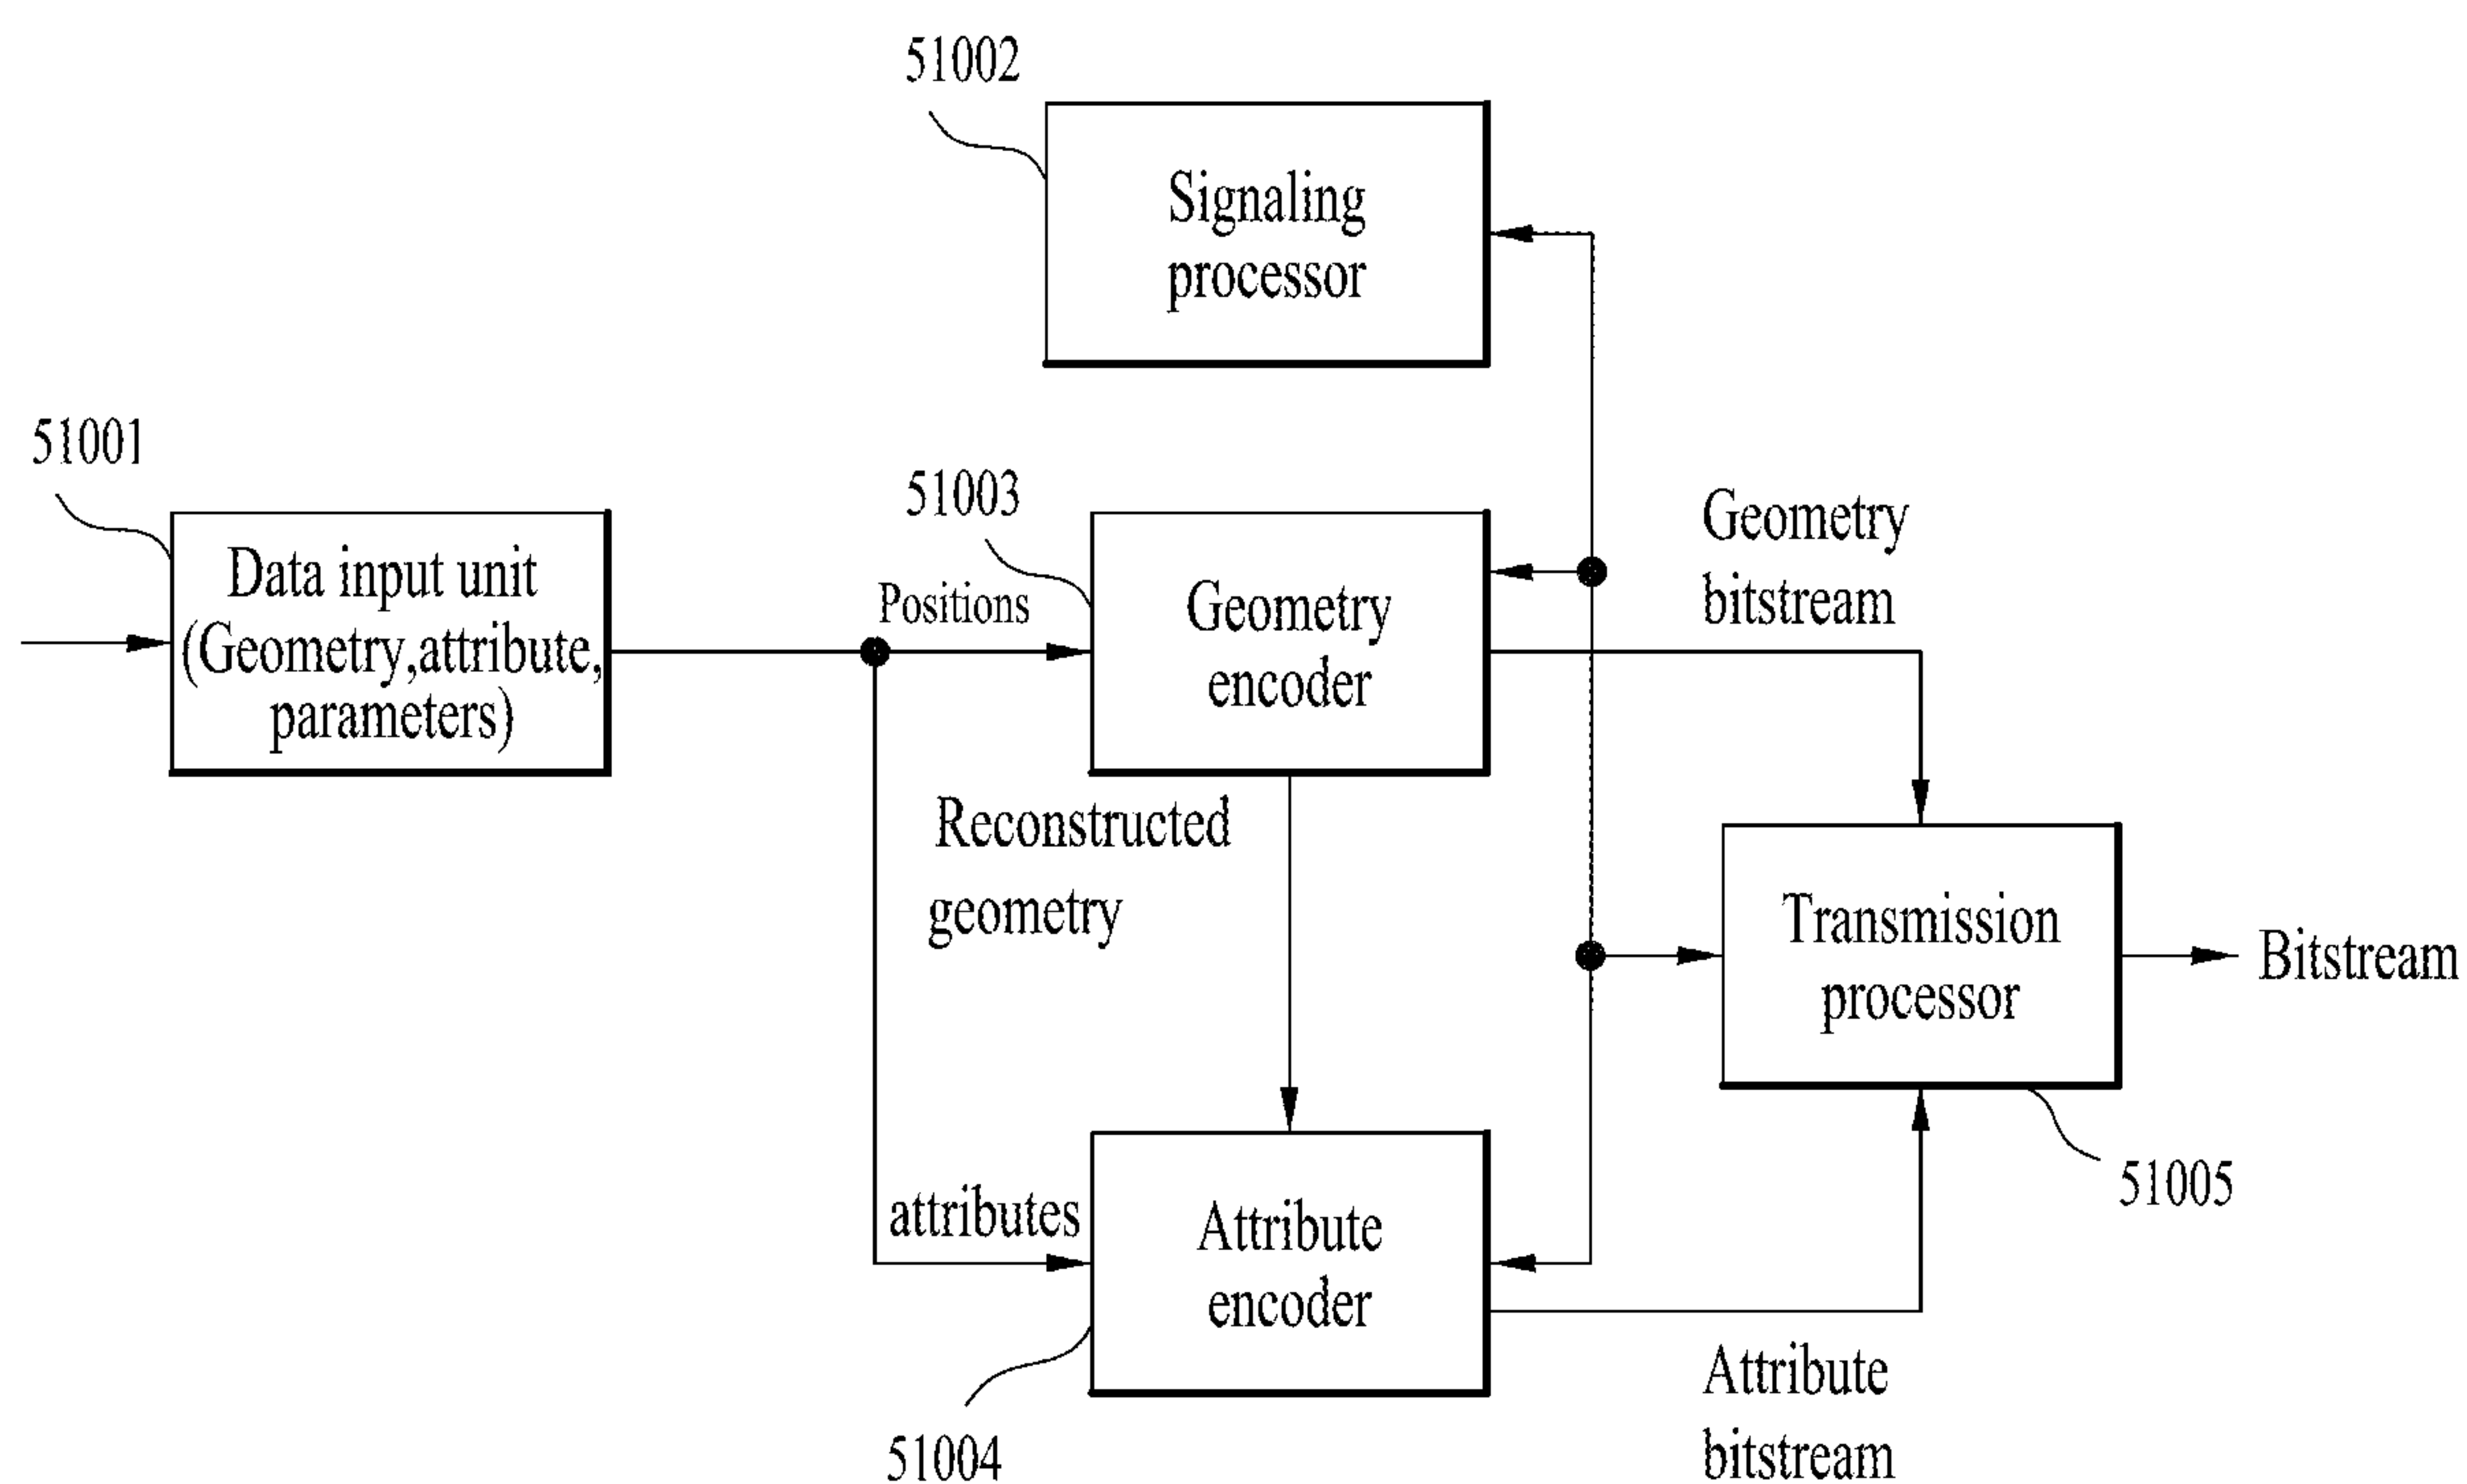 51002
Signaling
processor
51001
Data input unit
(Geometry,attribute,
parameters)
51003
Positions
Geometry
encoder
Geometry
bitstream
Reconstructed
geometry
Transmission
processor
Bitstream
51005
attributes
Attribute
encoder
51004
Attribute
bitstream